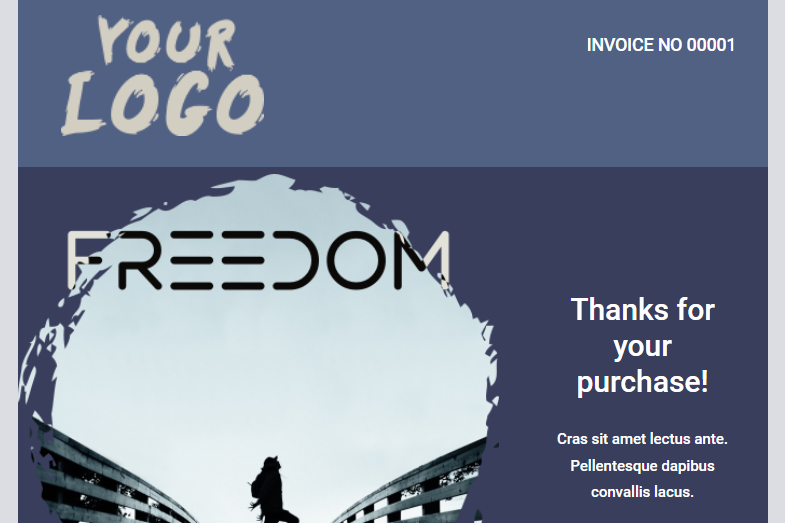 YOUR
LOGO
INVOICE NO 00001
FREEDOM
Thanks for
your
purchase!
Cras sit amet lectus ante.
Pellentesque dapibus
convallis lacus.